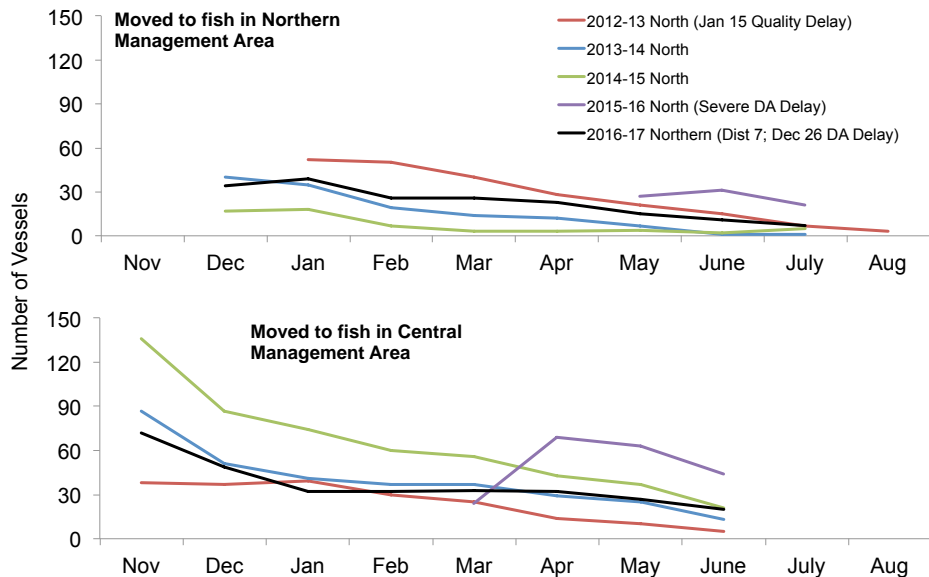 Moved to fish in Northern
Management Area
2012-13 North (Jan 15 Quality Delay)
2013-14 North
2014-15 North
2015-16 North (Severe DA Delay)
2016-17 Northern (Dist 7; Dec 26 DA Delay)
150
120
90
60
30
0
Nov Dec Jan Feb Mar Apr May June July Aug
Number of Vesssels
Moved to fish in Central
Management Area
150
120
90
60
30
0
Nov Dec Jan Feb Mar Apr May June July Aug